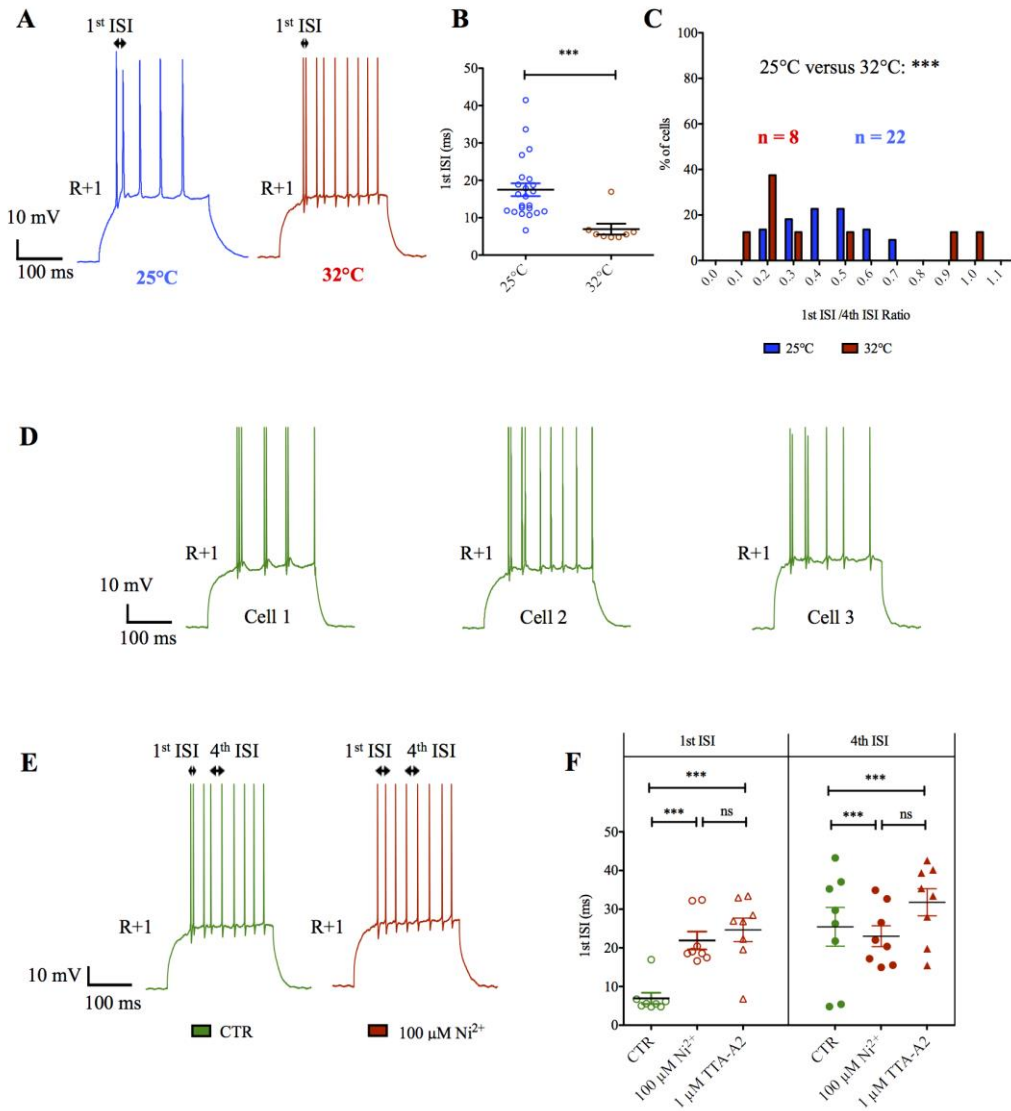 A
1st ISI
1st ISI
R+1
R+1
10 mV
100 ms
25°C
32°C
B
***
1st ISI (ms)
50
40
30
20
10
0
25°C
32°C
C
25°C versus 32°C: ***
n = 8
n = 22
% of cells
100
80
60
40
20
0
0.0
0.1
0.2
0.3
0.4
0.5
0.6
0.7
0.8
0.9
1.0
1.1
1st ISI /4th ISI Ratio
25°C
32°C
D
R+1
R+1
R+1
10 mV
100 ms
Cell 1
Cell 2
Cell 3
E
1st ISI 4th ISI
1st ISI 4th ISI
R+1
R+1
10 mV
100 ms
CTR
100 µM Ni2+
F
1st ISI
4th ISI
***
***
***
ns
***
ns
1st ISI (ms)
50
40
30
20
10
0
CTR
100 µM Ni2+
1 µM TTA-A2
CTR
100 µM Ni2+
1 µM TTA-A2